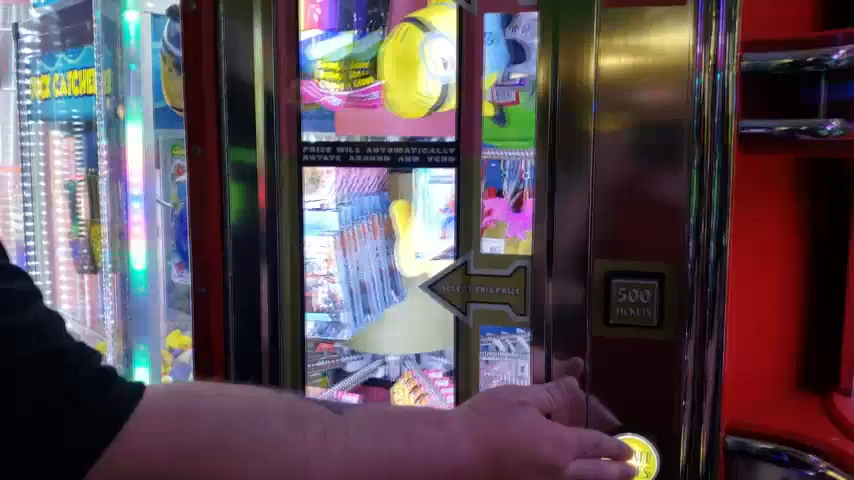 CATCHER
PRIZE WILL AUTOMATICALLY
ROTATE AROUND AND VEND
SELECT THIS PRIZE
500
TICKETS